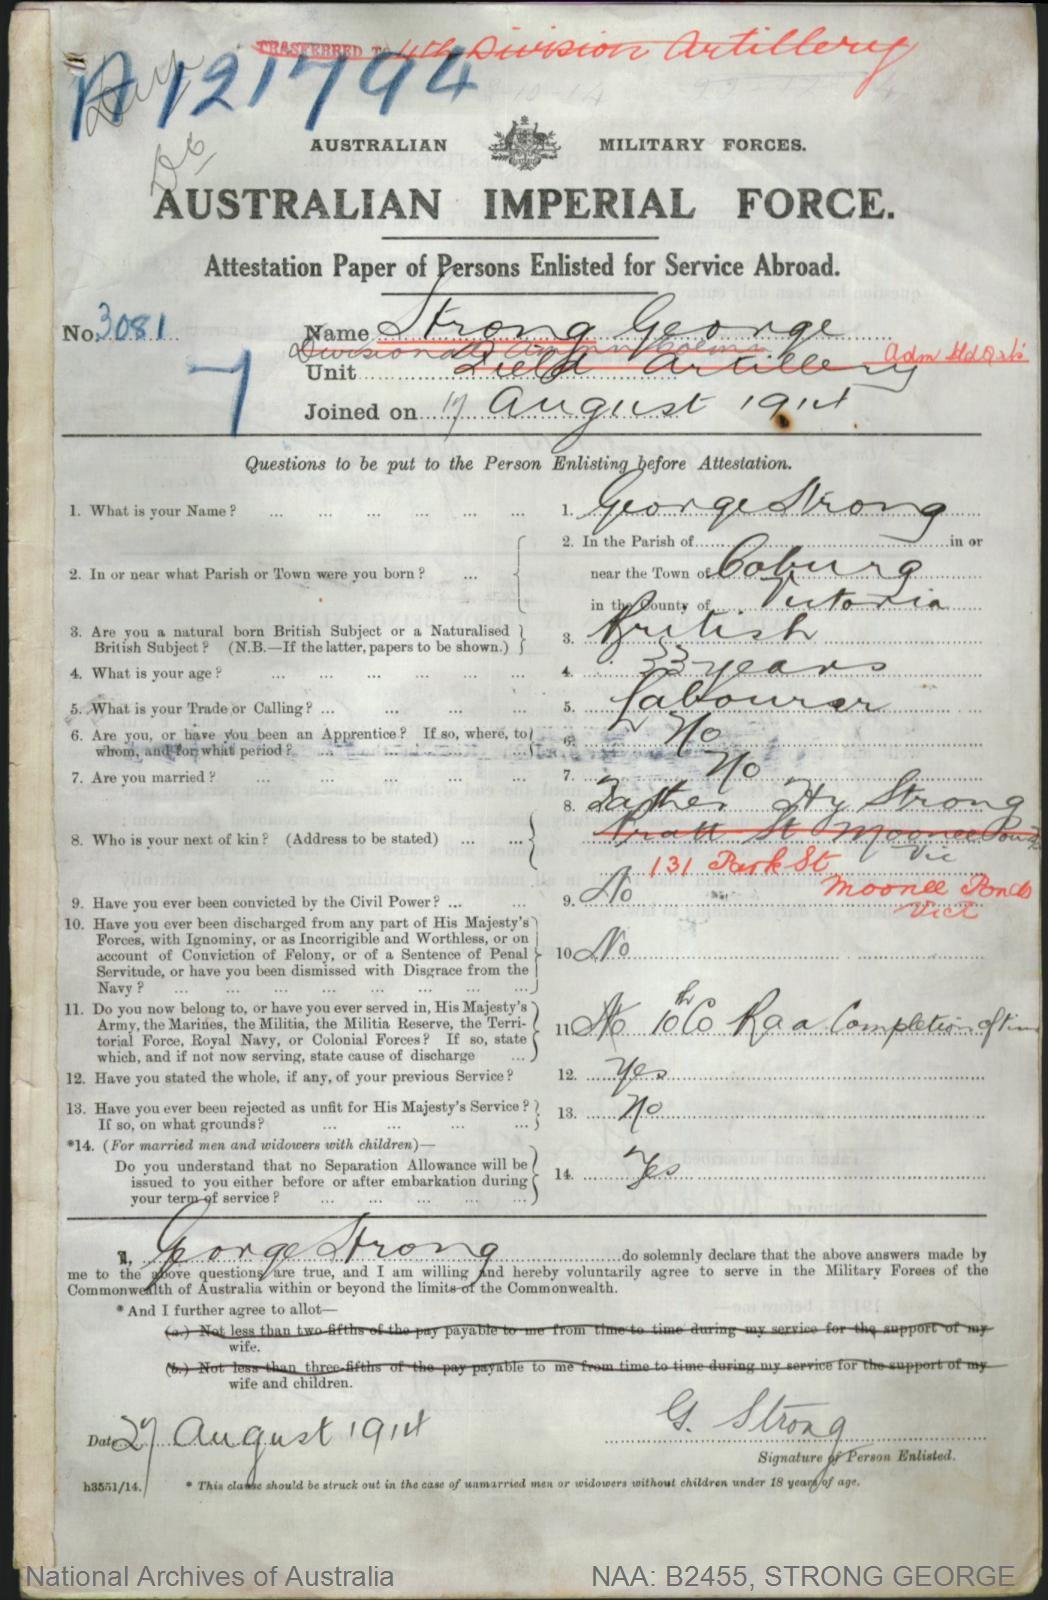 TRASFERRED TO 4th Division Artillery
A121794
AUSTRALIAN MILITARY FORCES.
AUSTRALIAN IMPERIAL FORCE.
Attestation Paper of Persons Enlisted for Service Abroad.
No. 3081 Name Strong George
7
Divisional
Unit Field Artillery Adm Hd Qrts
Joined on 17 August 1914
Questions to be put to the Person Enlisting before Attestation.
1. What is your Name? ... ... ... ... ... 1. George Strong
2. In or near what Parish or Town were you born? ... 2. In the Parish of in or
near the Town of Coburg
in the County of Victoria
3. Are you a natural born British Subject or a Naturalised
British Subject? (N.B.—If the latter, papers to be shown.) 3. British
4. What is your age? ... ... ... ... ... 4. 33 years
5. What is your Trade or Calling? ... ... ... ... 5. Labourer
6. Are you, or have you been an Apprentice? If so, where, to
whom, and for what period? ... ... ... ... 6. No
7. Are you married? ... ... ... ... ... 7. No
8. Who is your next of kin? (Address to be stated) ... ... 8. Father Hy Strong
Pratt St Moonee Ponds
Vic
131 Park St
Moonee Ponds
Vict
9. Have you ever been convicted by the Civil Power? ... ... 9. No
10. Have you ever been discharged from any part of His Majesty's
Forces, with Ignominy, or as Incorrigible and Worthless, or on
account of Conviction of Felony, or of a Sentence of Penal
Servitude, or have you been dismissed with Disgrace from the
Navy? ... ... ... ... ... ... ... 10. No
11. Do you now belong to, or have you ever served in, His Majesty's
Army, the Marines, the Militia, the Militia Reserve, the Terri-
torial Force, Royal Navy, or Colonial Forces? If so, state
which, and if not now serving, state cause of discharge ... 11. No 10th Co R a a Completion of time
12. Have you stated the whole, if any, of your previous Service? 12. Yes
13. Have you ever been rejected as unfit for His Majesty's Service?
If so, on what grounds? ... ... ... ... 13. No
*14. (For married men and widowers with children)—
Do you understand that no Separation Allowance will be
issued to you either before or after embarkation during
your term of service? ... ... ... ... ... 14. Yes
I, George Strong do solemnly declare that the above answers made by
me to the above questions are true, and I am willing and hereby voluntarily agree to serve in the Military Forces of the
Commonwealth of Australia within or beyond the limits of the Commonwealth.
* And I further agree to allot—
(a.) Not less than two-fifths of the pay payable to me from time to time during my service for the support of my
wife.
(b.) Not less than three-fifths of the pay payable to me from time to time during my service for the support of my
wife and children.
Date 27 August 1914 G. Strong
Signature of Person Enlisted.
h3551/14. * This clause should be struck out in the case of unmarried men or widowers without children under 18 years of age.
National Archives of Australia NAA: B2455, STRONG GEORGE